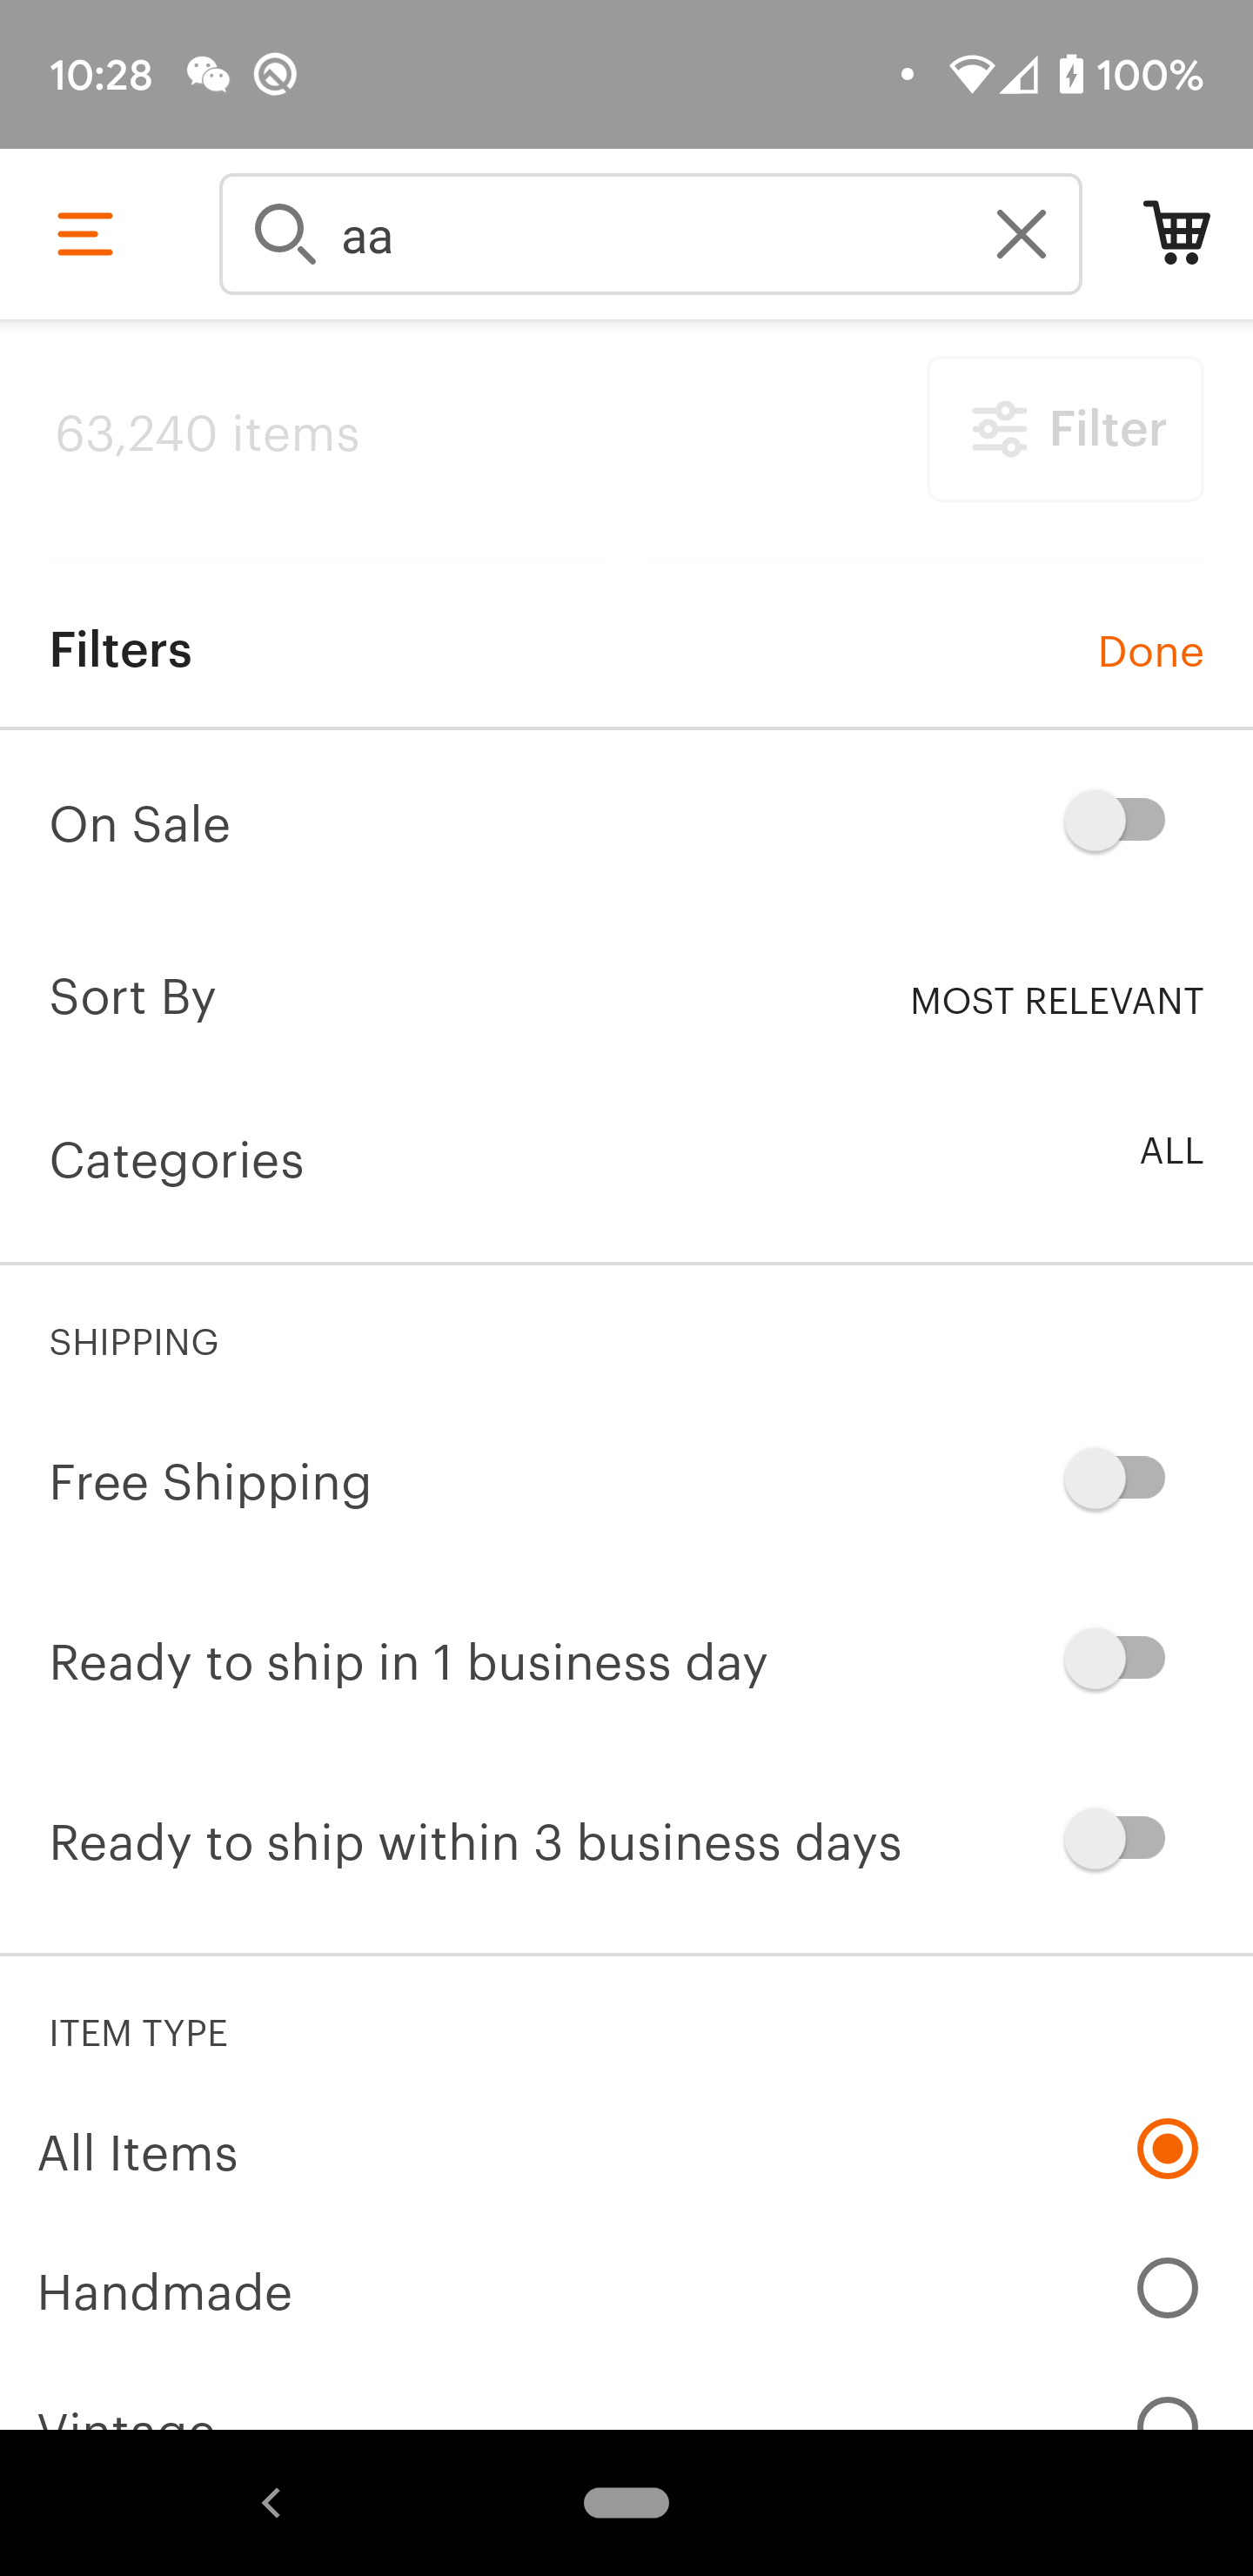 10:28 100%
aa
63,240 items Filter
Filters Done
On Sale
Sort By MOST RELEVANT
Categories ALL
SHIPPING
Free Shipping
Ready to ship in 1 business day
Ready to ship within 3 business days
ITEM TYPE
All Items
Handmade
Vintage